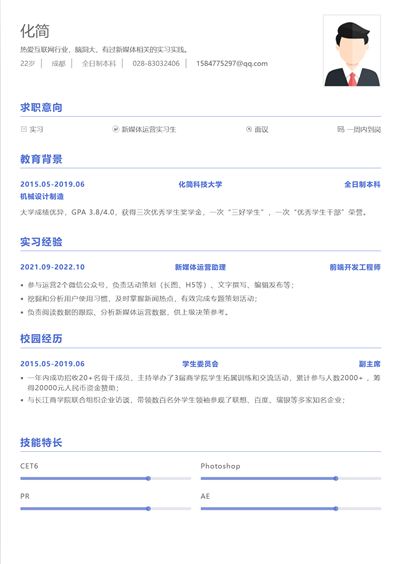 化简
热爱互联网行业，脑洞大，有过新媒体相关的实习实践。
22岁 | 成都 | 全日制本科 | 028-83032406 | 1584775297@qq.com
求职意向
实习 新媒体运营实习生 面议 一周内到岗
教育背景
2015.05-2019.06 化简科技大学 全日制本科
机械设计制造
大学成绩优异，GPA 3.8/4.0，获得三次优秀学生奖学金，一次“三好学生”，一次“优秀学生干部”荣誉。
实习经验
2021.09-2022.10 新媒体运营助理 前端开发工程师
• 参与运营2个微信公众号，负责活动策划（长图、H5等）、文字撰写、编辑发布等；
• 挖掘和分析用户使用习惯，及时掌握新闻热点，有效完成专题策划活动；
• 负责阅读数据的跟踪、分析新媒体运营数据，供上级决策参考。
校园经历
2015.05-2019.06 学生委员会 副主席
• 一年内成功招收20+名骨干成员，主持举办了3届商学院学生拓展训练和交流活动，累计参与人数2000+，筹
得20000元人民币资金赞助；
• 与长江商学院联合组织企业访谈，带领数百名外学生领袖参观了联想、百度、瑞银等多家知名企业；
技能特长
CET6 Photoshop
PR AE